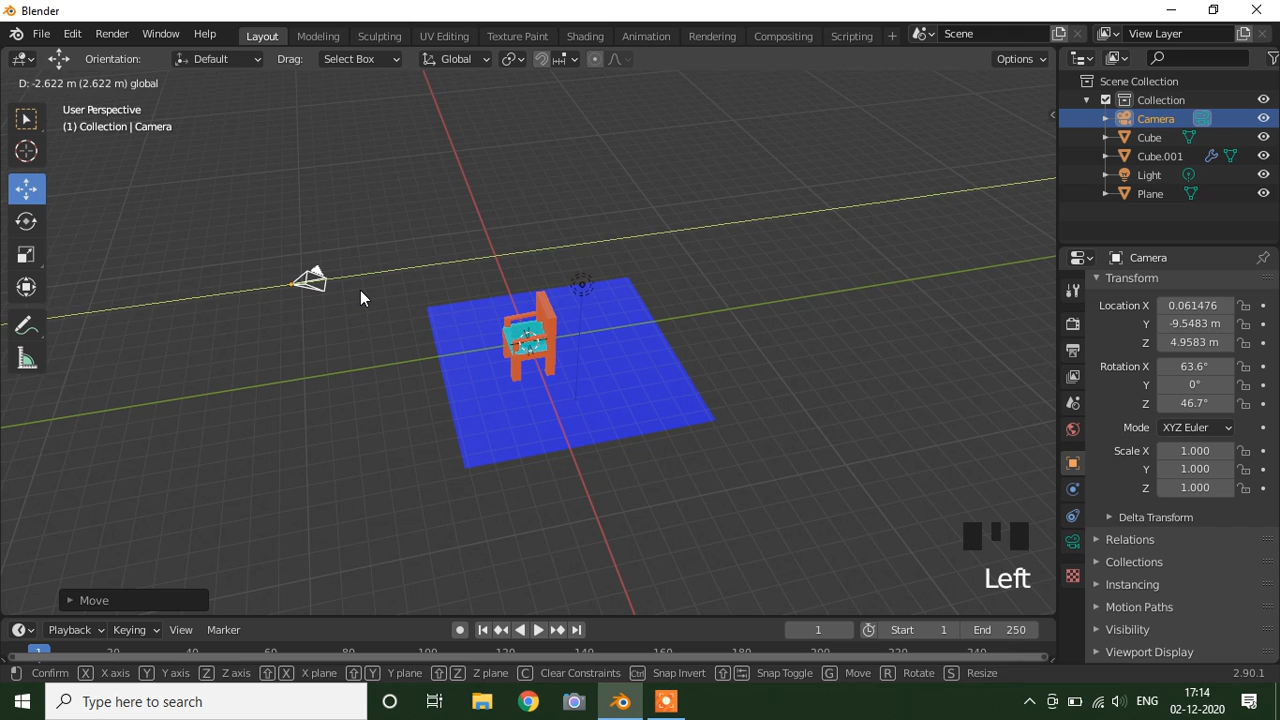 Blender
File Edit Render Window Help Layout Modeling Sculpting UV Editing Texture Paint Shading Animation Rendering Compositing Scripting Scene View Layer
Orientation: Default Drag: Select Box Global Options
D: -2.622 m (2.622 m) global
User Perspective
(1) Collection | Camera
Scene Collection
Collection
Camera
Cube
Cube.001
Light
Plane
Camera
Transform
Location X 0.061476
Y -9.5483 m
Z 4.9583 m
Rotation X 63.6°
Y 0°
Z 46.7°
Mode XYZ Euler
Scale X 1.000
Y 1.000
Z 1.000
Delta Transform
Relations
Collections
Instancing
Motion Paths
Visibility
Viewport Display
Left
Move
Playback Keying View Marker 1 Start 1 End 250
Confirm X X axis Y Y axis Z Z axis X X plane Y Y plane Z Z plane C Clear Constraints Ctrl Snap Invert Snap Toggle G Move R Rotate S Resize 2.90.1
Type here to search
ENG
17:14
02-12-2020